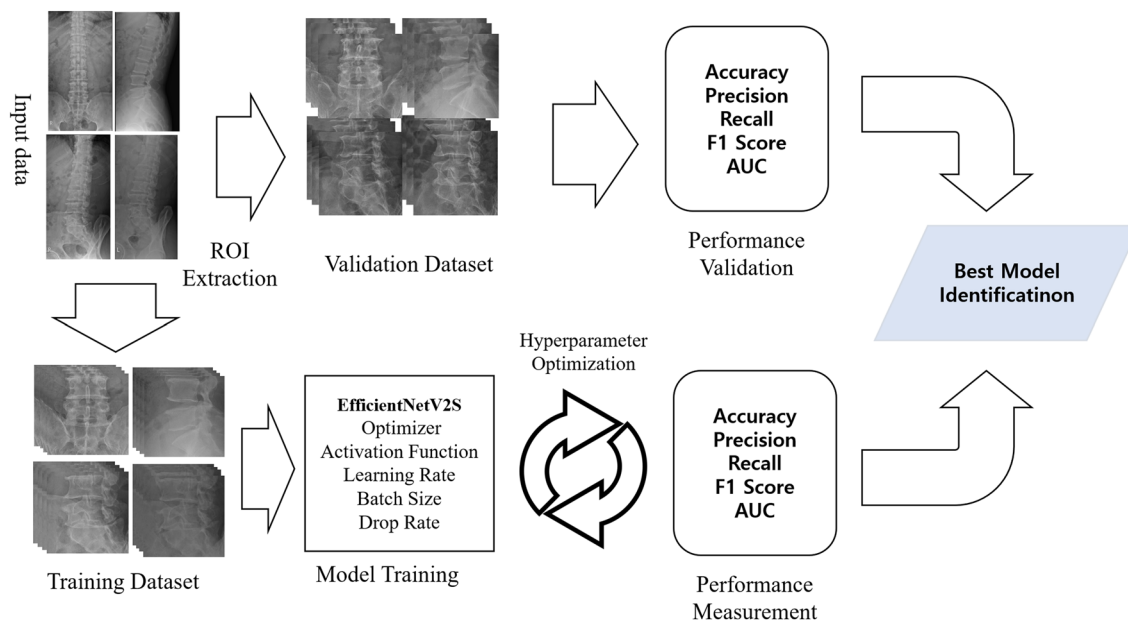 Input data
ROI
Extraction
Validation Dataset
Accuracy
Precision
Recall
F1 Score
AUC
Performance
Validation
Best Model
Identificatinon
Training Dataset
EfficientNetV2S
Optimizer
Activation Function
Learning Rate
Batch Size
Drop Rate
Model Training
Hyperparameter
Optimization
Accuracy
Precision
Recall
F1 Score
AUC
Performance
Measurement